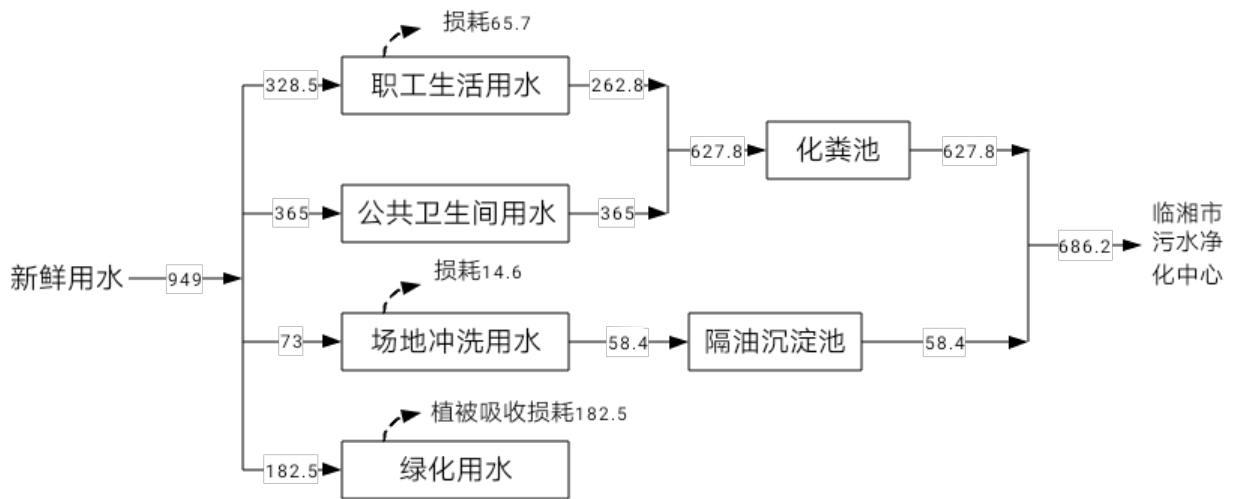 损耗65.7
328.5
职工生活用水
262.8
627.8
化粪池
627.8
365
公共卫生间用水
365
临湘市
污水净
化中心
686.2
新鲜用水
949
损耗14.6
73
场地冲洗用水
58.4
隔油沉淀池
58.4
植被吸收损耗182.5
182.5
绿化用水